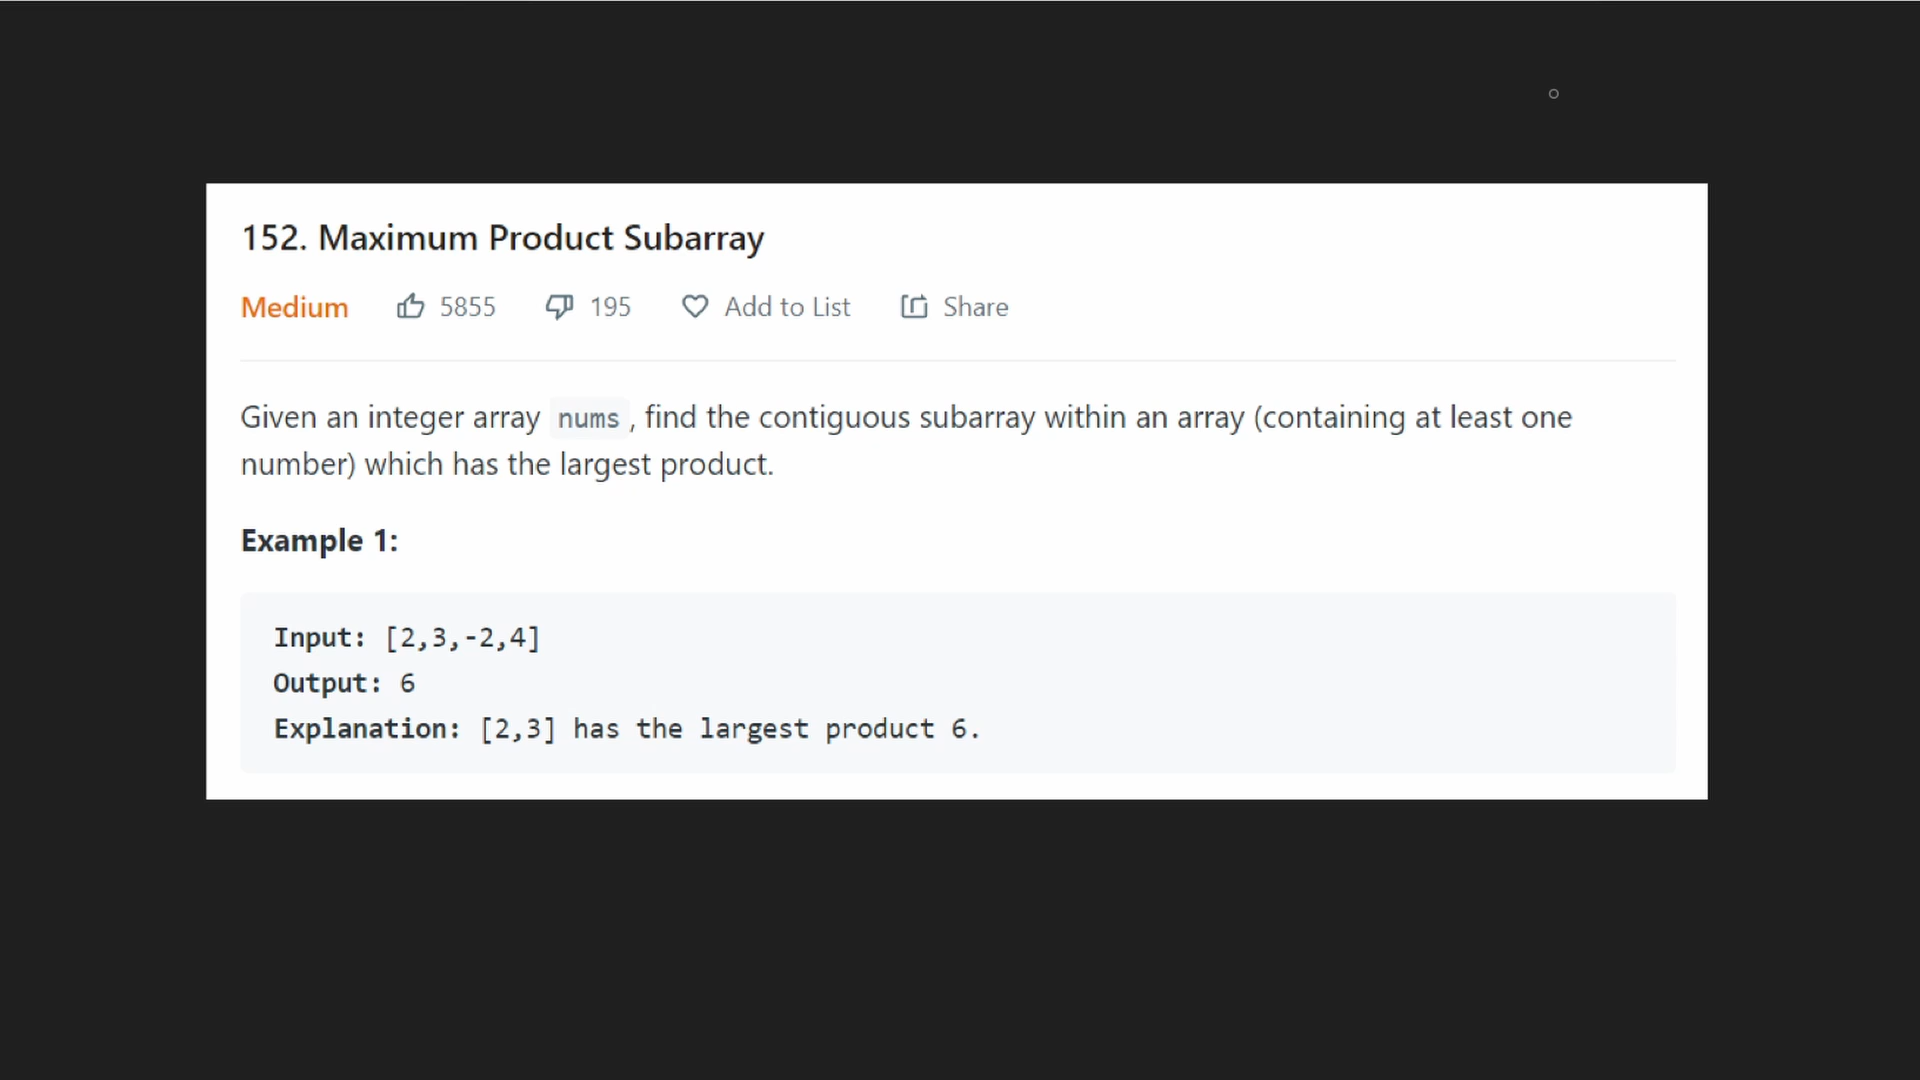 152. Maximum Product Subarray
Medium 5855 195 Add to List Share
Given an integer array nums, find the contiguous subarray within an array (containing at least one
number) which has the largest product.
Example 1:
Input: [2,3,-2,4]
Output: 6
Explanation: [2,3] has the largest product 6.